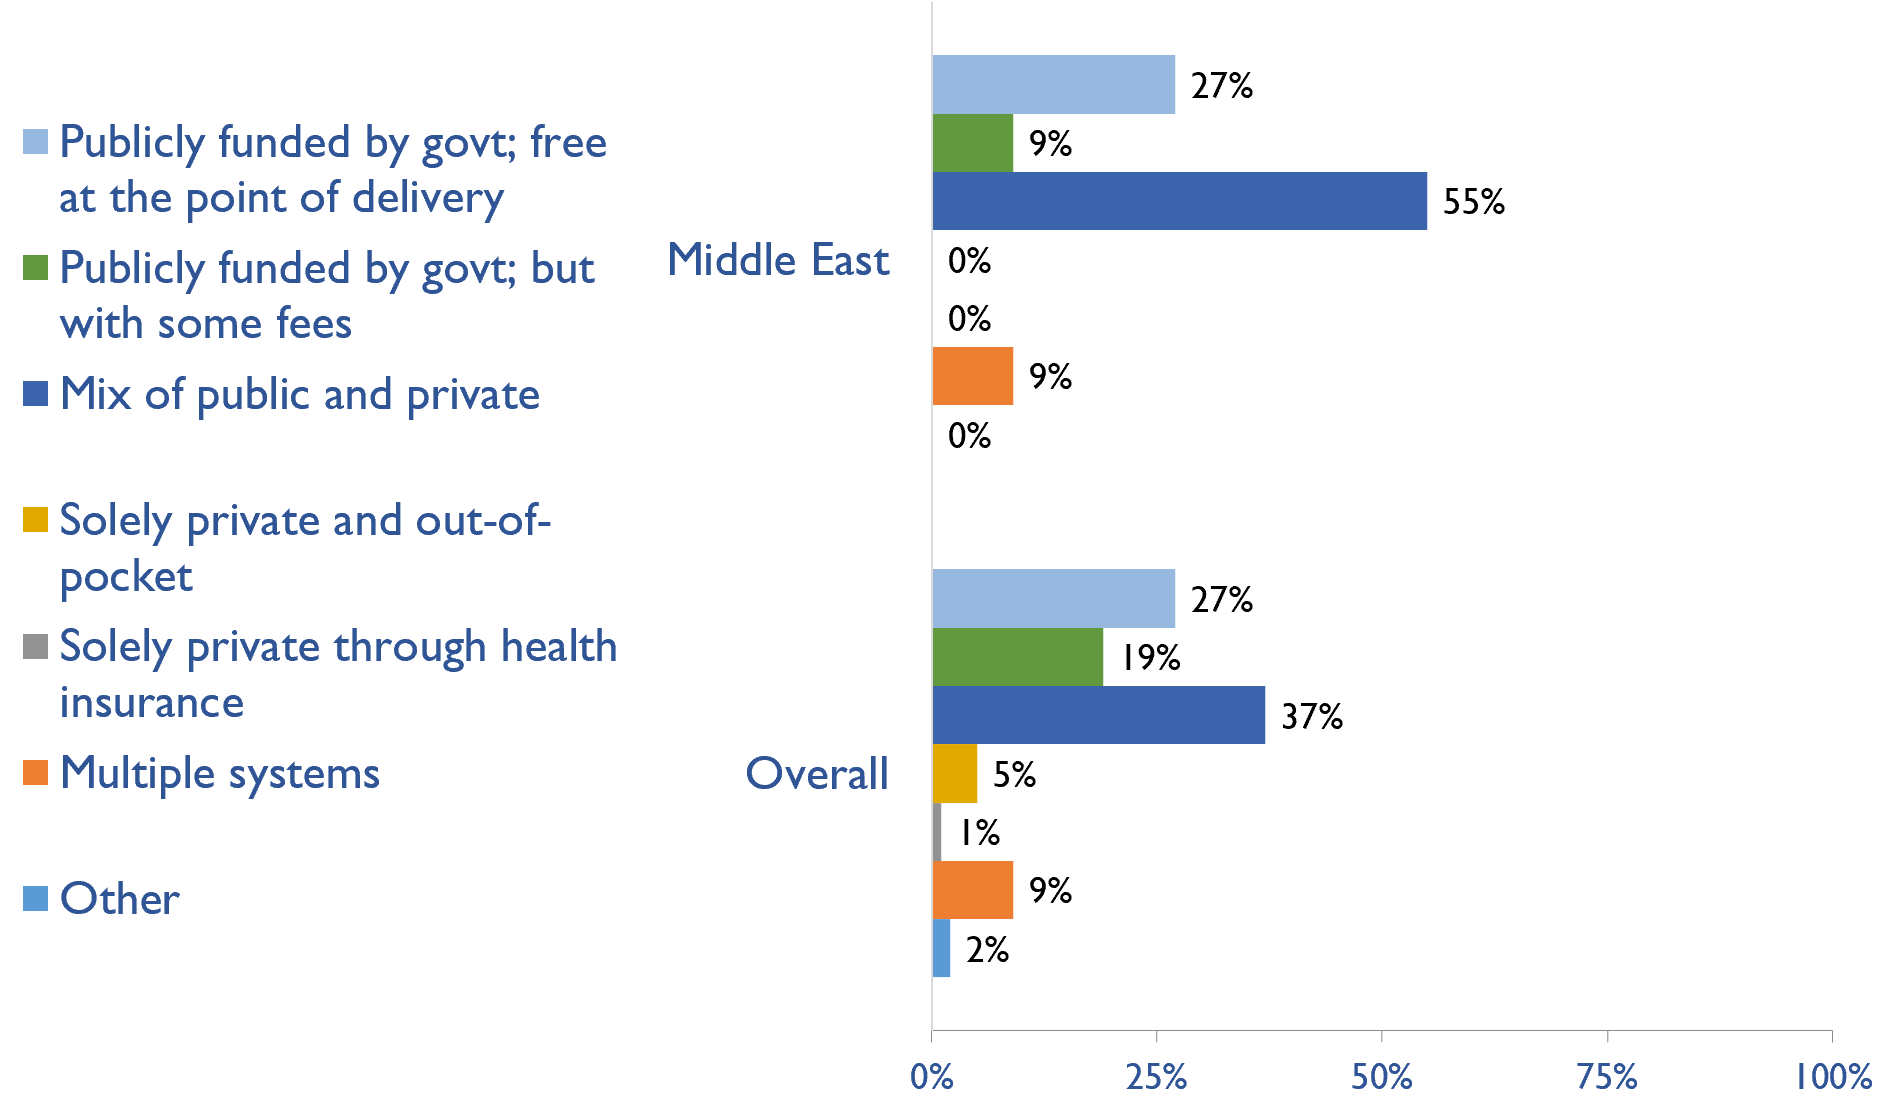 Publicly funded by govt; free
at the point of delivery
Publicly funded by govt; but
with some fees
Mix of public and private
Solely private and out-of-
pocket
Solely private through health
insurance
Multiple systems
Other
Middle East
27%
9%
55%
0%
0%
9%
0%
Overall
27%
19%
37%
5%
1%
9%
2%
0%
25%
50%
75%
100%